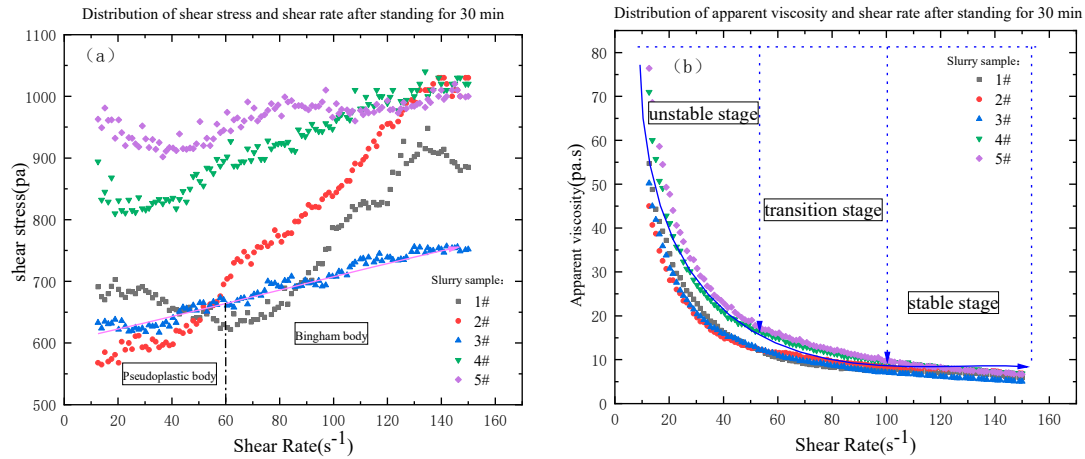 Distribution of shear stress and shear rate after standing for 30 min
1100
1000
900
800
700
600
500
shear stress(pa)
（a）
Slurry sample：
1#
2#
3#
4#
5#
Bingham body
Pseudoplastic body
0
20
40
60
80
100
120
140
160
Shear Rate(s⁻¹)
Distribution of apparent viscosity and shear rate after standing for 30 min
80
70
60
50
40
30
20
10
0
Apparent viscosity(pa.s)
（b）
Slurry sample：
1#
2#
3#
4#
5#
unstable stage
transition stage
stable stage
0
20
40
60
80
100
120
140
160
Shear Rate(s⁻¹)